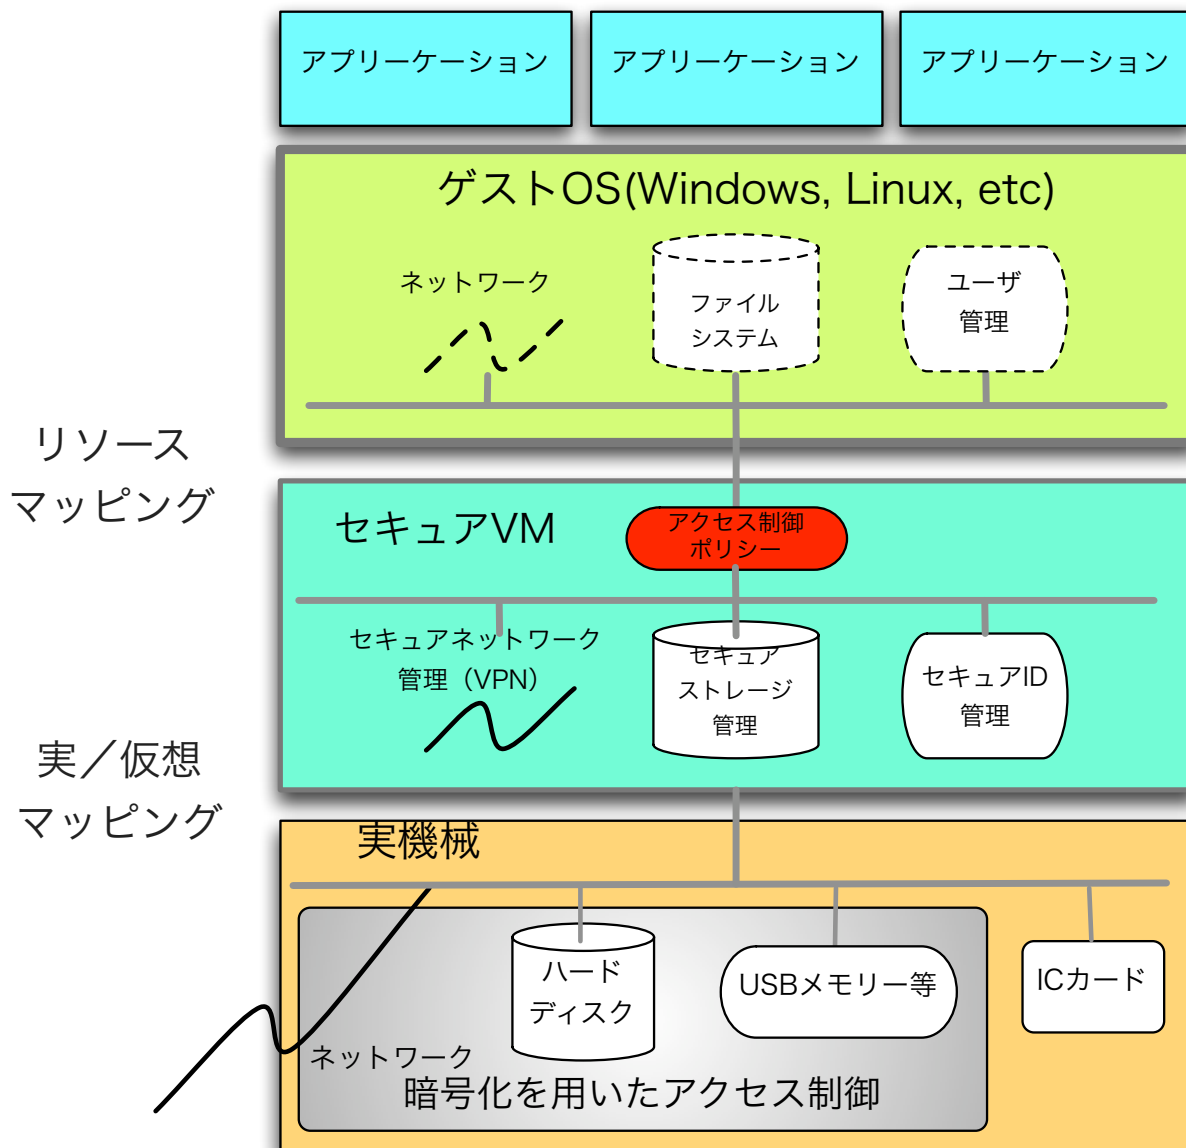 アプリーケーション
アプリーケーション
アプリーケーション
ゲストOS(Windows, Linux, etc)
ネットワーク
ファイル
システム
ユーザ
管理
リソース
マッピング
セキュアVM
アクセス制御
ポリシー
セキュアネットワーク
管理（VPN）
セキュア
ストレージ
管理
セキュアID
管理
実／仮想
マッピング
実機械
ハード
ディスク
USBメモリー等
ICカード
ネットワーク
暗号化を用いたアクセス制御